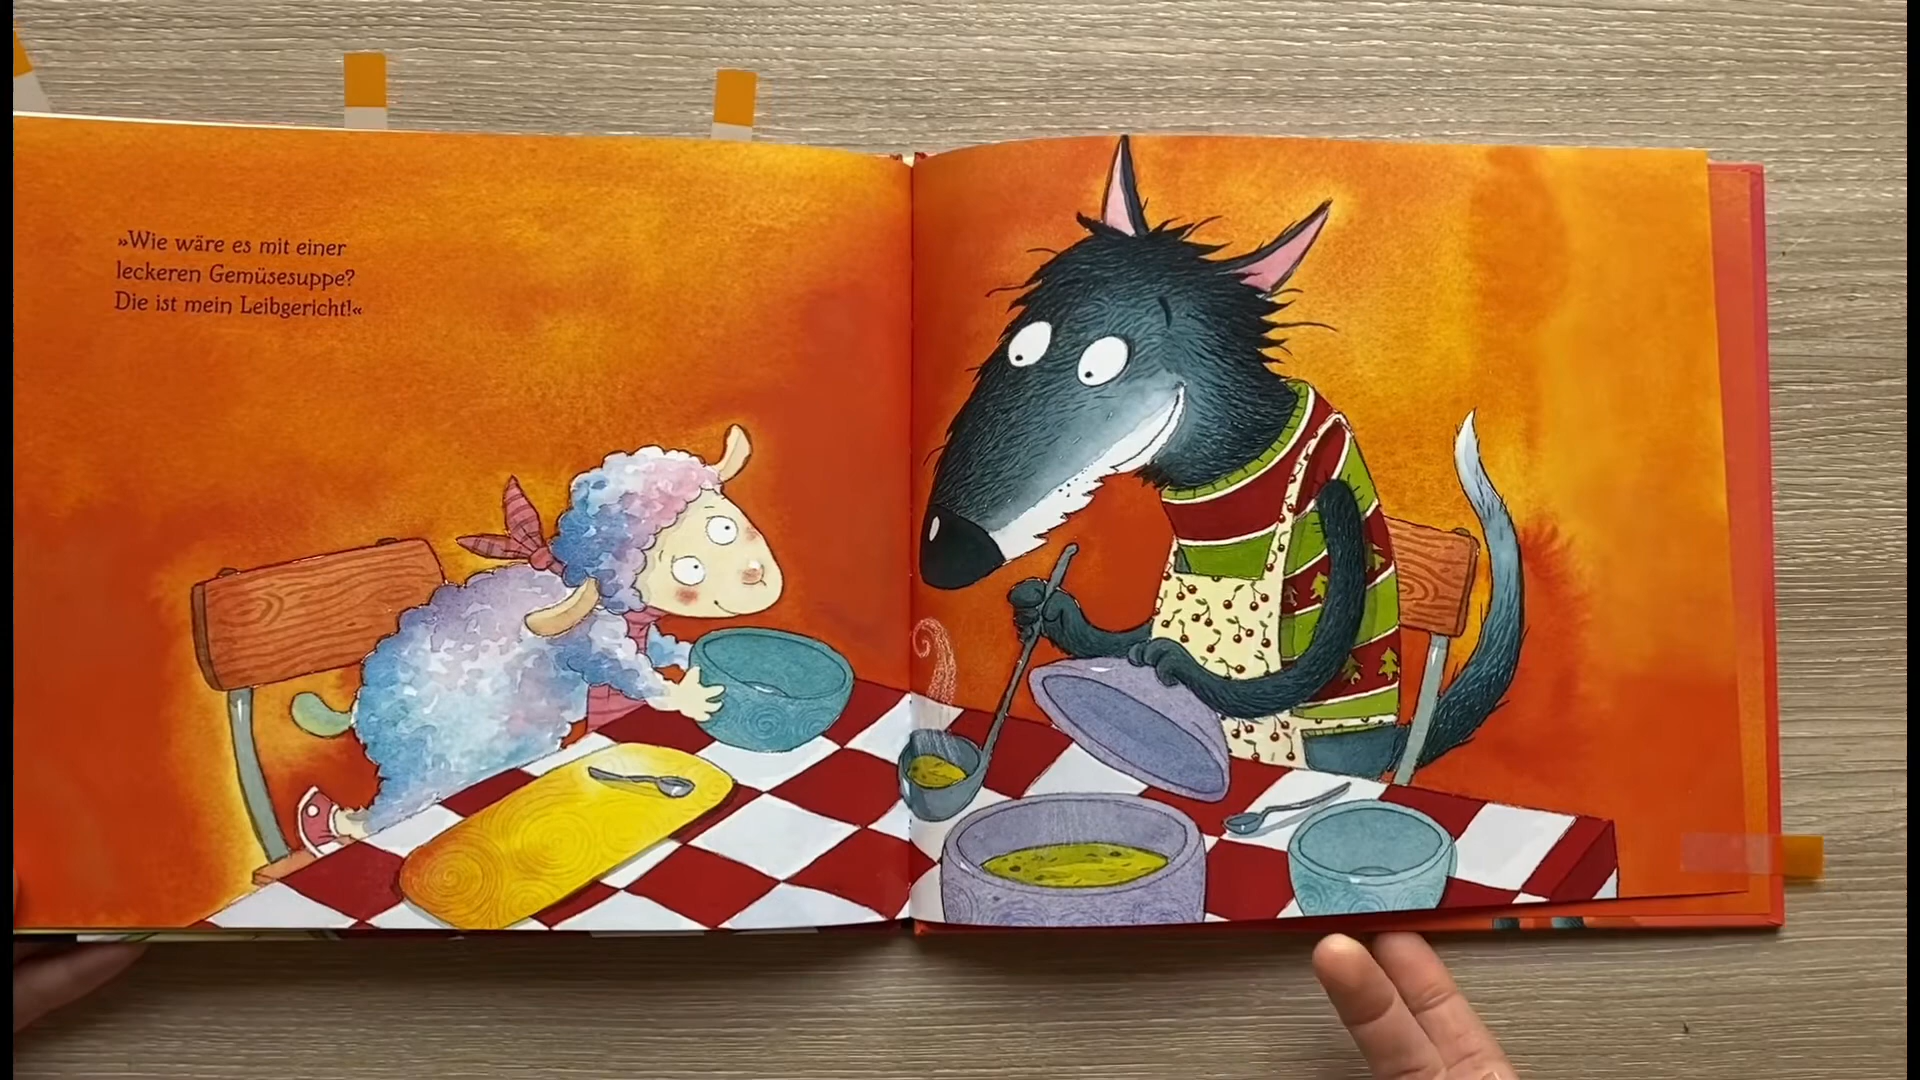 »Wie wäre es mit einer
leckeren Gemüsesuppe?
Die ist mein Leibgericht!«